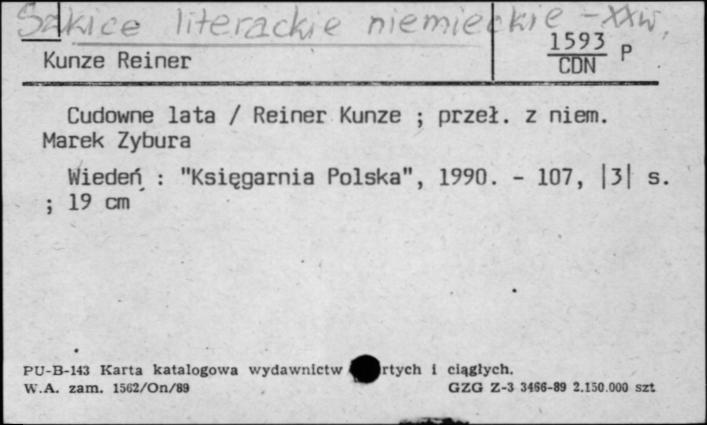 Szkice literackie niemieckie - XXw.
Kunze Reiner
1593
CDN P
Cudowne lata / Reiner Kunze ; przeł. z niem.
Marek Zybura
Wiedeń : "Księgarnia Polska", 1990. - 107, |3| s.
; 19 cm
PU-B-143 Karta katalogowa wydawnictw rtych i ciągłych.
W.A. zam. 1562/On/89 GZG Z-3 3466-89 2.150.000 szt